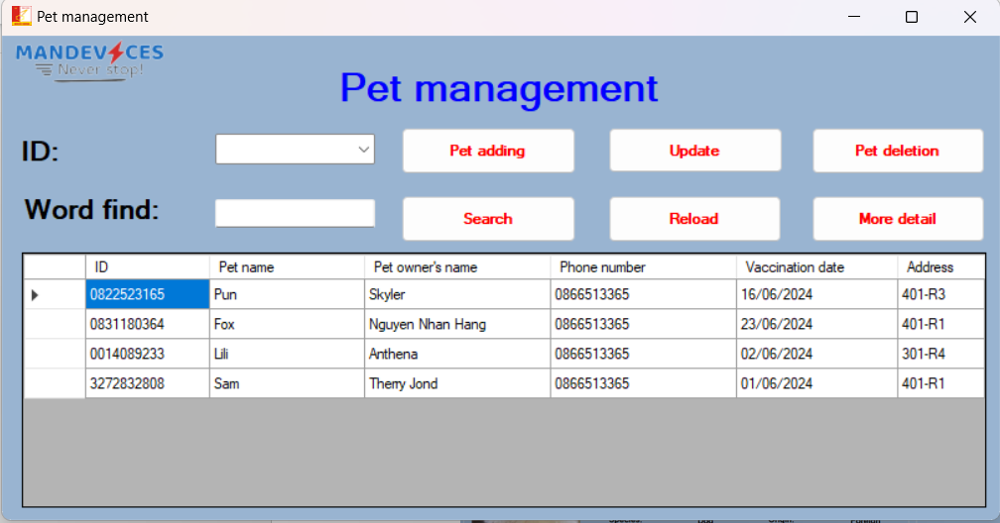 Pet management
MANDEVICES
Never stop!
Pet management
ID:
Pet adding Update Pet deletion
Word find:
Search Reload More detail
ID Pet name Pet owner's name Phone number Vaccination date Address
0822523165 Pun Skyler 0866513365 16/06/2024 401-R3
0831180364 Fox Nguyen Nhan Hang 0866513365 23/06/2024 401-R1
0014089233 Lili Anthena 0866513365 02/06/2024 301-R4
3272832808 Sam Therry Jond 0866513365 01/06/2024 401-R1